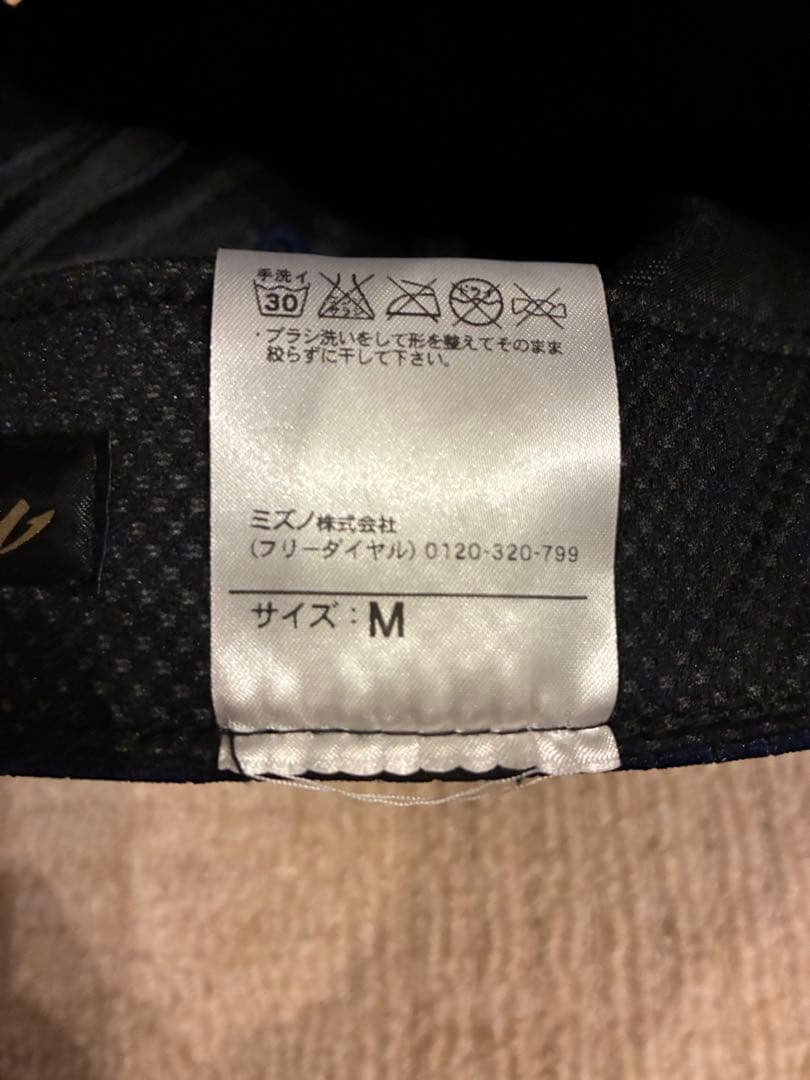 手洗イ
30
ドライ
・ブラシ洗いをして形を整えてそのまま
絞らずに干して下さい。
ミズノ株式会社
(フリーダイヤル) 0120-320-799
サイズ：M